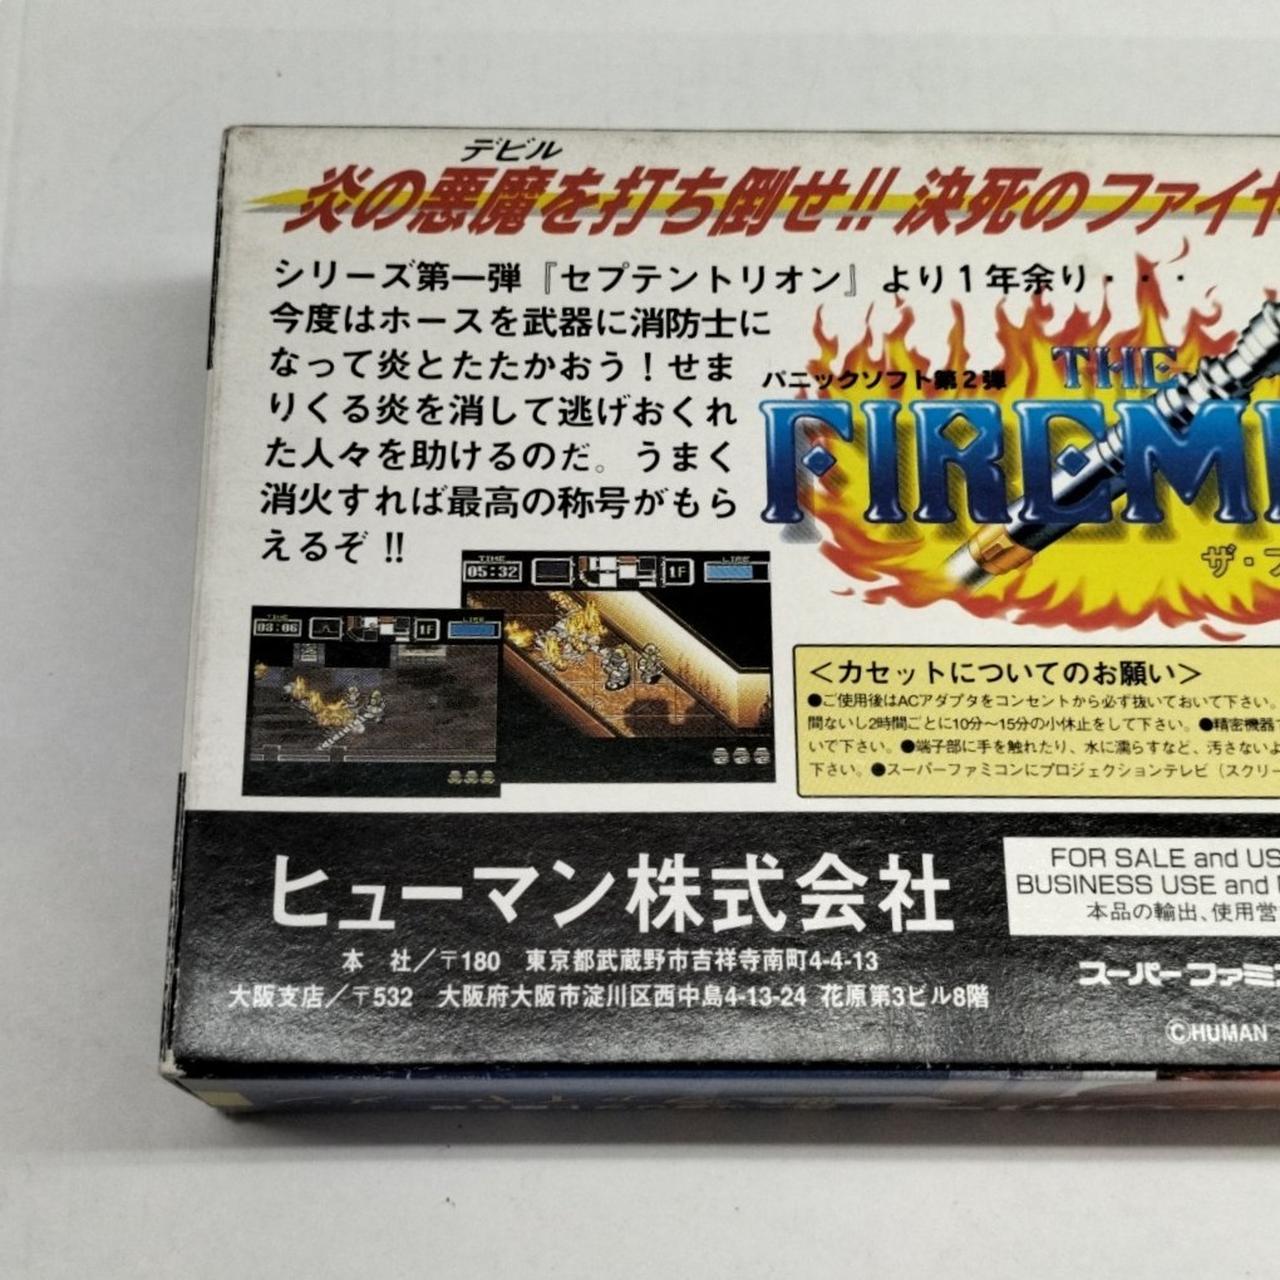 デビル
炎の悪魔を打ち倒せ!! 決死のファイヤ
シリーズ第一弾『セプテントリオン』より1年余り・・・
今度はホースを武器に消防士に
なって炎とたたかおう！せま
りくる炎を消して逃げおくれ
た人々を助けるのだ。うまく
消火すれば最高の称号がもら
えるぞ!!
パニックソフト第2弾
THE
FIREM
ザ・フ
TIME
05:32
1F
LIFE
TIME
03:06
1F
LIFE
＜カセットについてのお願い＞
●ご使用後はACアダプタをコンセントから必ず抜いておいて下さい。
間ないし2時間ごとに10分〜15分の小休止をして下さい。●精密機器
いで下さい。●端子部に手を触れたり、水に濡らすなど、汚さないよ
下さい。●スーパーファミコンにプロジェクションテレビ（スクリー
ヒューマン株式会社
本 社／〒180 東京都武蔵野市吉祥寺南町4-4-13
大阪支店／〒532 大阪府大阪市淀川区西中島4-13-24 花原第3ビル8階
FOR SALE and US
BUSINESS USE and
本品の輸出、使用営
スーパーファミ
©HUMAN